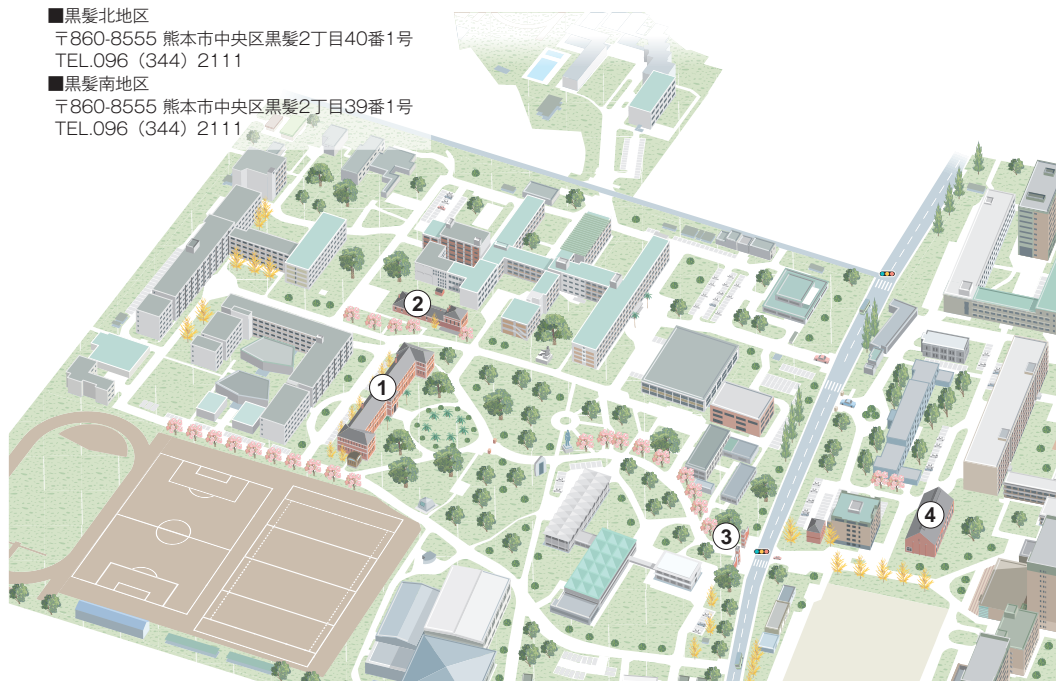 ■黒髪北地区
〒860-8555 熊本市中央区黒髪2丁目40番1号
TEL.096（344）2111
■黒髪南地区
〒860-8555 熊本市中央区黒髪2丁目39番1号
TEL.096（344）2111
②
①
④
③